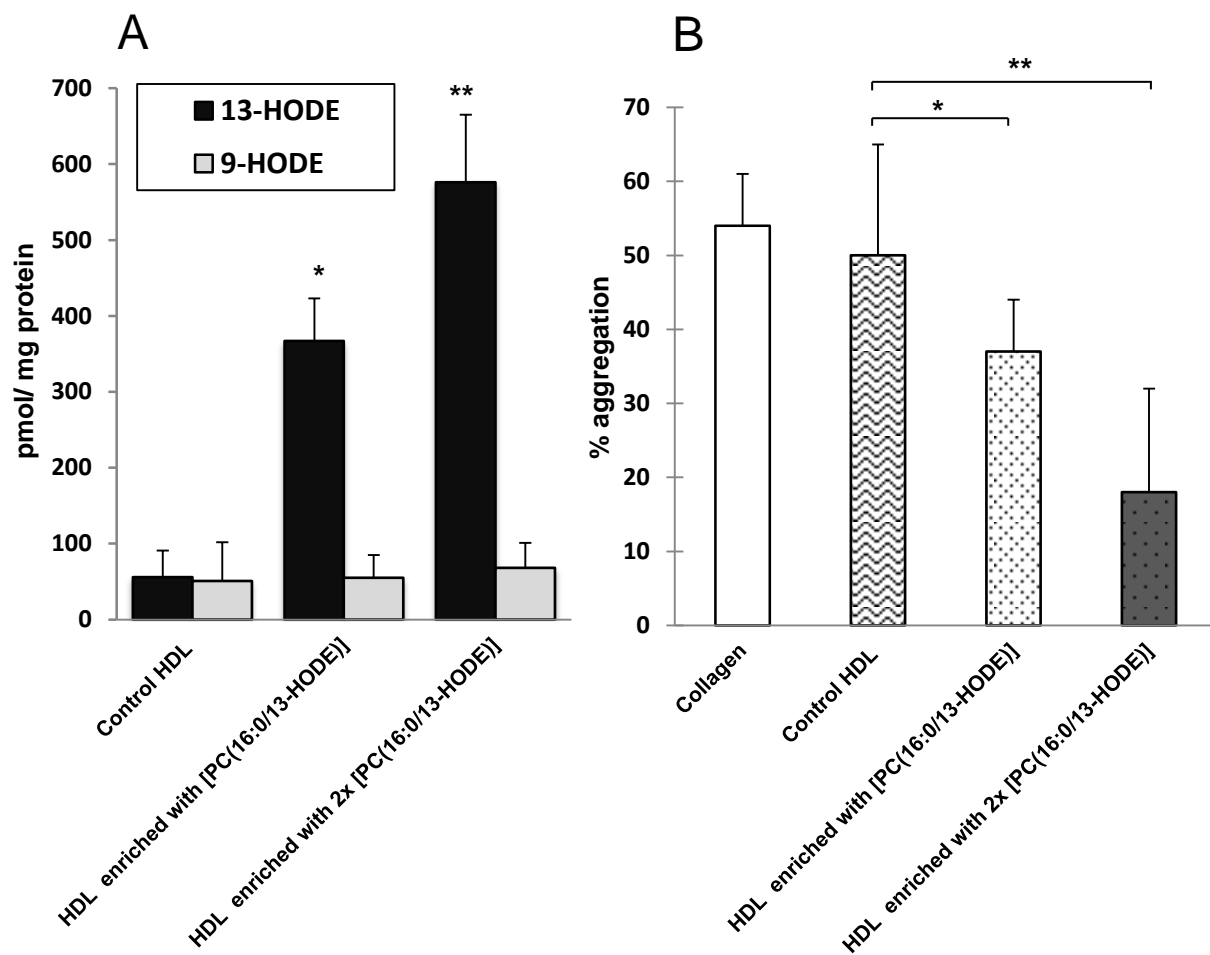 A
pmol/ mg protein
700
600
500
400
300
200
100
0
13-HODE
9-HODE
*
**
Control HDL
HDL enriched with [PC(16:0/13-HODE)]
HDL enriched with 2x [PC(16:0/13-HODE)]
B
% aggregation
70
60
50
40
30
20
10
0
*
**
Collagen
Control HDL
HDL enriched with [PC(16:0/13-HODE)]
HDL enriched with 2x [PC(16:0/13-HODE)]